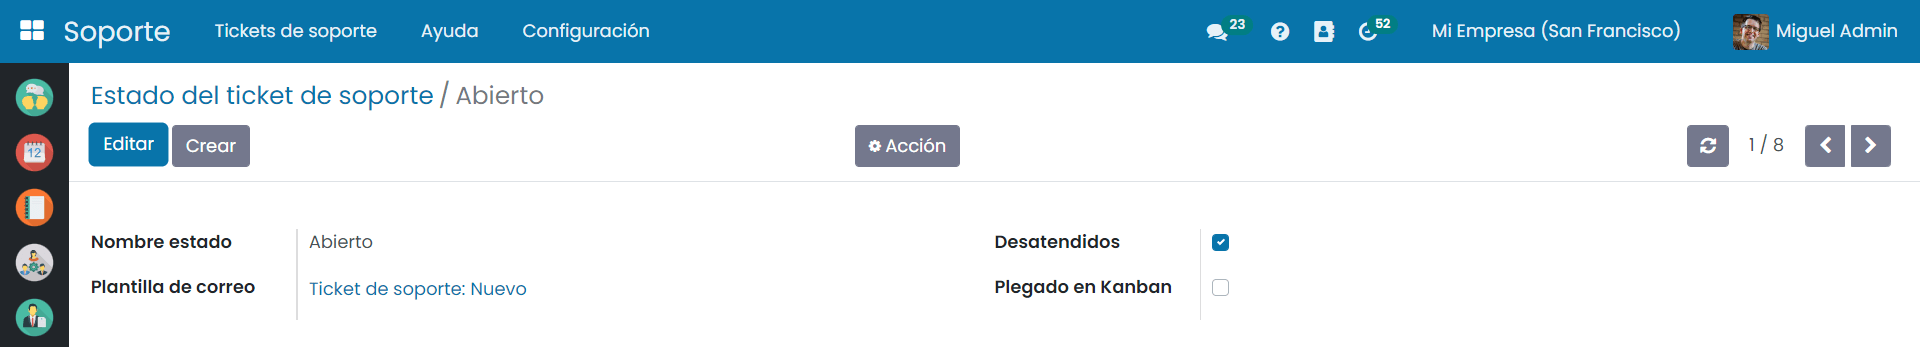 Soporte Tickets de soporte Ayuda Configuración 23 52 Mi Empresa (San Francisco) Miguel Admin
12
Estado del ticket de soporte / Abierto
Editar Crear Acción 1 / 8
Nombre estado Abierto Desatendidos
Plantilla de correo Ticket de soporte: Nuevo Plegado en Kanban